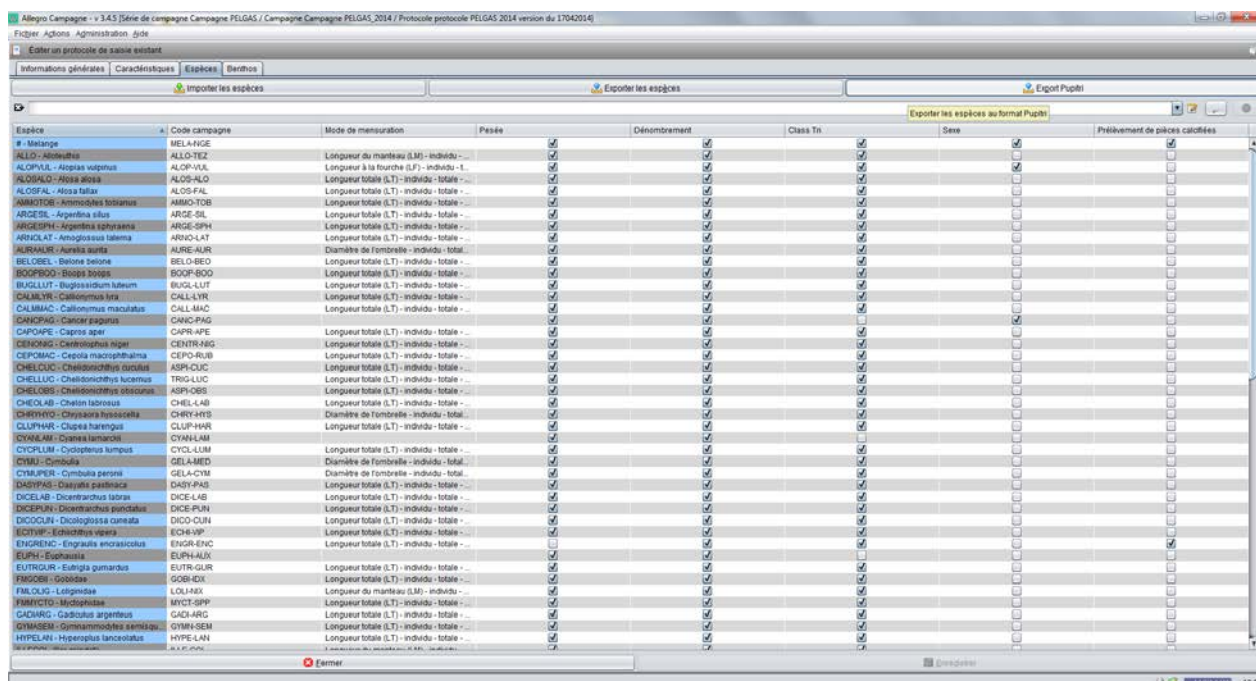 Allegro Campagne - v 3.4.5 [Série de campagne Campagne PELGAS / Campagne Campagne PELGAS_2014 / Protocole protocole PELGAS 2014 version du 17042014]
Fichier Actions Administration Aide
Éditer un protocole de saisie existant
Informations générales Caractéristiques Espèces Benthos
Importer les espèces Exporter les espèces Export Pupitri
Exporter les espèces au format Pupitri
Espèce Code campagne Mode de mensuration Pesée Dénombrement Class Tri Sexe Prélèvement de pièces calcifiées
# - Melange MELA-NGE
ALLO - Alloteuthis ALLO-TEZ Longueur du manteau (LM) - individu - ...
ALOPVUL - Alopias vulpinus ALOP-VUL Longueur à la fourche (LF) - individu - t...
ALOSALO - Alosa alosa ALOS-ALO Longueur totale (LT) - individu - totale - ...
ALOSFAL - Alosa fallax ALOS-FAL Longueur totale (LT) - individu - totale - ...
AMMOTOB - Ammodytes tobianus AMMO-TOB Longueur totale (LT) - individu - totale - ...
ARGESIL - Argentina silus ARGE-SIL Longueur totale (LT) - individu - totale - ...
ARGESPH - Argentina sphyraena ARGE-SPH Longueur totale (LT) - individu - totale - ...
ARNOLAT - Arnoglossus laterna ARNO-LAT Longueur totale (LT) - individu - totale - ...
AURAAUR - Aurelia aurita AURE-AUR Diamètre de l'ombrelle - individu - total...
BELOBEL - Belone belone BELO-BEO Longueur totale (LT) - individu - totale - ...
BOOPBOO - Boops boops BOOP-BOO Longueur totale (LT) - individu - totale - ...
BUGLLUT - Buglossidium luteum BUGL-LUT Longueur totale (LT) - individu - totale - ...
CALMLYR - Callionymus lyra CALL-LYR Longueur totale (LT) - individu - totale - ...
CALMMAC - Callionymus maculatus CALL-MAC Longueur totale (LT) - individu - totale - ...
CANCPAG - Cancer pagurus CANC-PAG
CAPOAPE - Capros aper CAPR-APE Longueur totale (LT) - individu - totale - ...
CENONIG - Centrolophus niger CENTR-NIG Longueur totale (LT) - individu - totale - ...
CEPOMAC - Cepola macrophthalma CEPO-RUB Longueur totale (LT) - individu - totale - ...
CHELCUC - Chelidonichthys cuculus ASPI-CUC Longueur totale (LT) - individu - totale - ...
CHELLUC - Chelidonichthys lucernus TRIG-LUC Longueur totale (LT) - individu - totale - ...
CHELOBS - Chelidonichthys obscurus ASPI-OBS Longueur totale (LT) - individu - totale - ...
CHEOLAB - Chelon labrosus CHEL-LAB Longueur totale (LT) - individu - totale - ...
CHRYHYO - Chrysaora hysoscella CHRY-HYS Diamètre de l'ombrelle - individu - total...
CLUPHAR - Clupea harengus CLUP-HAR Longueur totale (LT) - individu - totale - ...
CYANLAM - Cyanea lamarckii CYAN-LAM
CYCPLUM - Cyclopterus lumpus CYCL-LUM Longueur totale (LT) - individu - totale - ...
CYMU - Cymbulia GELA-MED Diamètre de l'ombrelle - individu - total...
CYMUPER - Cymbulia peronii GELA-CYM Diamètre de l'ombrelle - individu - total...
DASYPAS - Dasyatis pastinaca DASY-PAS Longueur totale (LT) - individu - totale - ...
DICELAB - Dicentrarchus labrax DICE-LAB Longueur totale (LT) - individu - totale - ...
DICEPUN - Dicentrarchus punctatus DICE-PUN Longueur totale (LT) - individu - totale - ...
DICOCUN - Dicologlossa cuneata DICO-CUN Longueur totale (LT) - individu - totale - ...
ECITVIP - Echiichthys vipera ECHI-VIP Longueur totale (LT) - individu - totale - ...
ENGRENC - Engraulis encrasicolus ENGR-ENC Longueur totale (LT) - individu - totale - ...
EUPH - Euphausia EUPH-AUX
EUTRGUR - Eutrigla gurnardus EUTR-GUR Longueur totale (LT) - individu - totale - ...
FMGOBII - Gobiidae GOBI-IDX Longueur totale (LT) - individu - totale - ...
FMLOLIG - Loliginidae LOLI-NIX Longueur du manteau (LM) - individu - ...
FMMYCTO - Myctophidae MYCT-SPP Longueur totale (LT) - individu - totale - ...
GADIARG - Gadiculus argenteus GADI-ARG Longueur totale (LT) - individu - totale - ...
GYMASEM - Gymnammodytes semisqu... GYMN-SEM Longueur totale (LT) - individu - totale - ...
HYPELAN - Hyperoplus lanceolatus HYPE-LAN Longueur totale (LT) - individu - totale - ...
Fermer Enregistrer